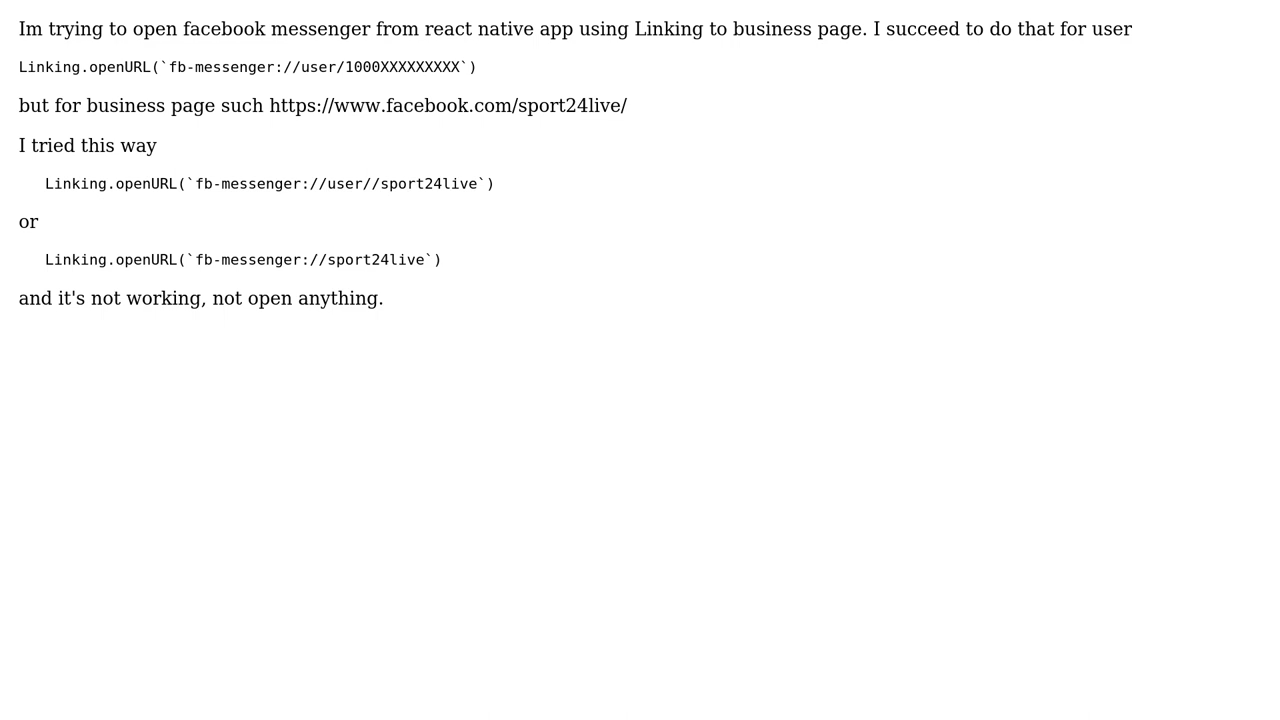 Im trying to open facebook messenger from react native app using Linking to business page. I succeed to do that for user
Linking.openURL(`fb-messenger://user/1000XXXXXXXXX`)
but for business page such https://www.facebook.com/sport24live/
I tried this way
Linking.openURL(`fb-messenger://user//sport24live`)
or
Linking.openURL(`fb-messenger://sport24live`)
and it's not working, not open anything.